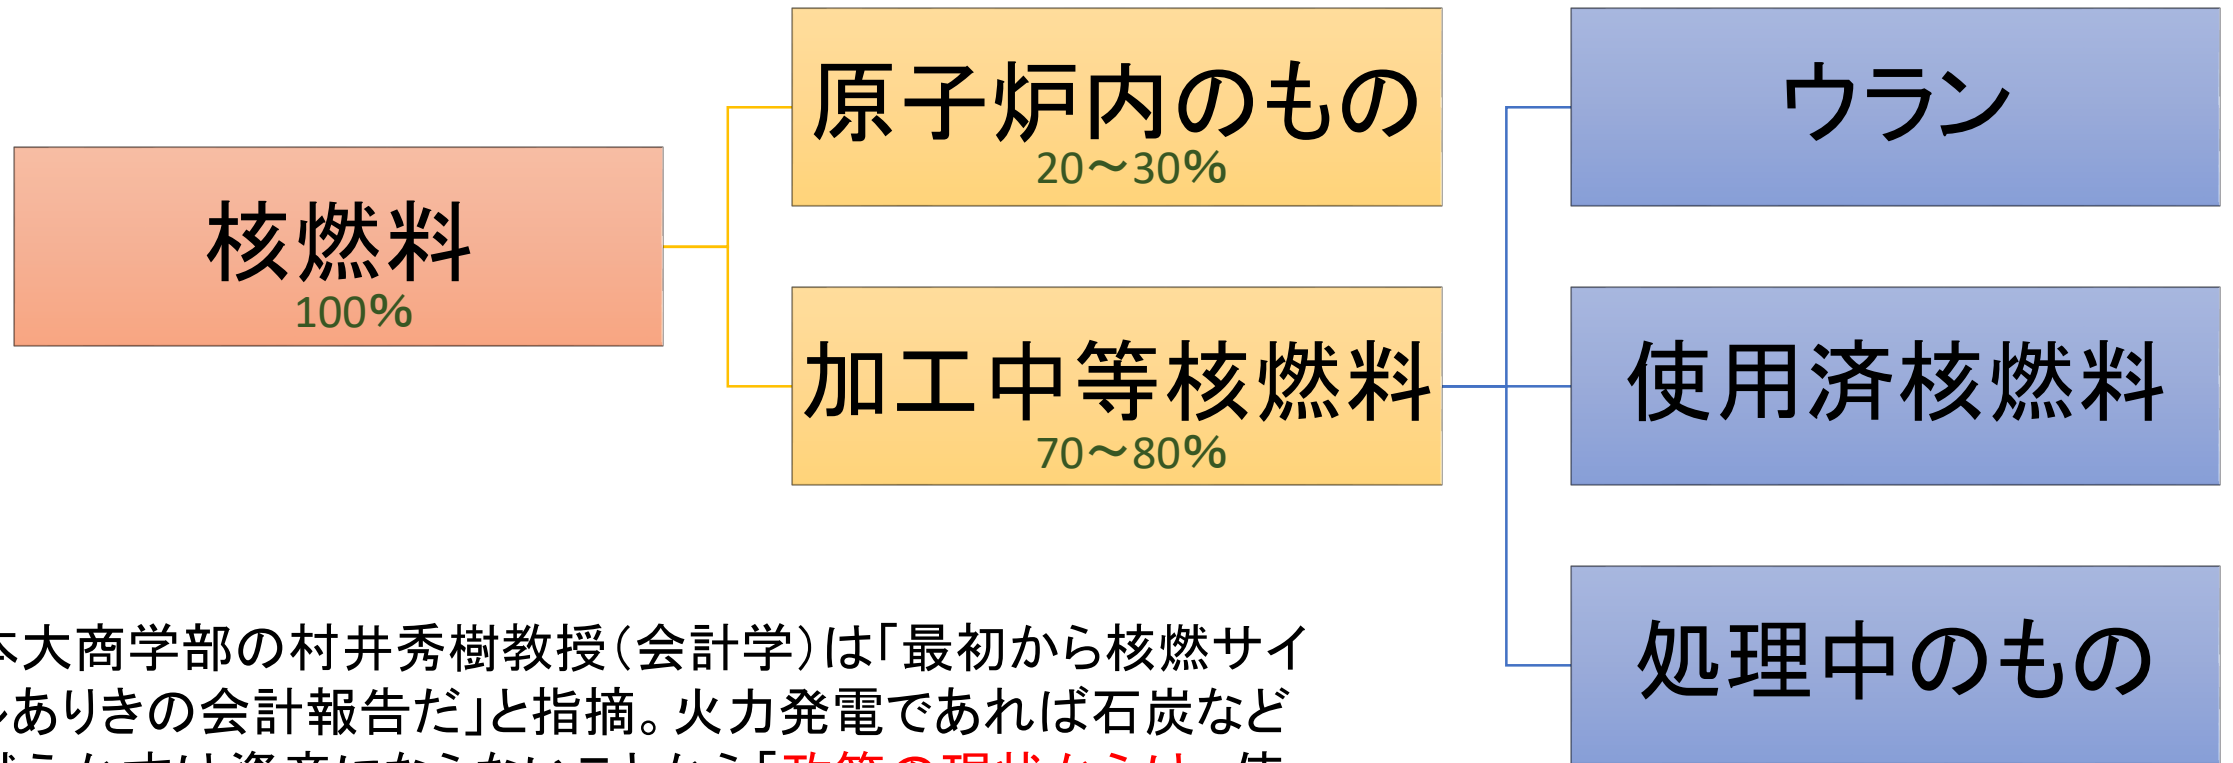 核燃料
100%
原子炉内のもの
20～30%
加工中等核燃料
70～80%
ウラン
使用済核燃料
処理中のもの
本大商学部の村井秀樹教授（会計学）は「最初から核燃サイ
ルありきの会計報告だ」と指摘。火力発電であれば石炭など